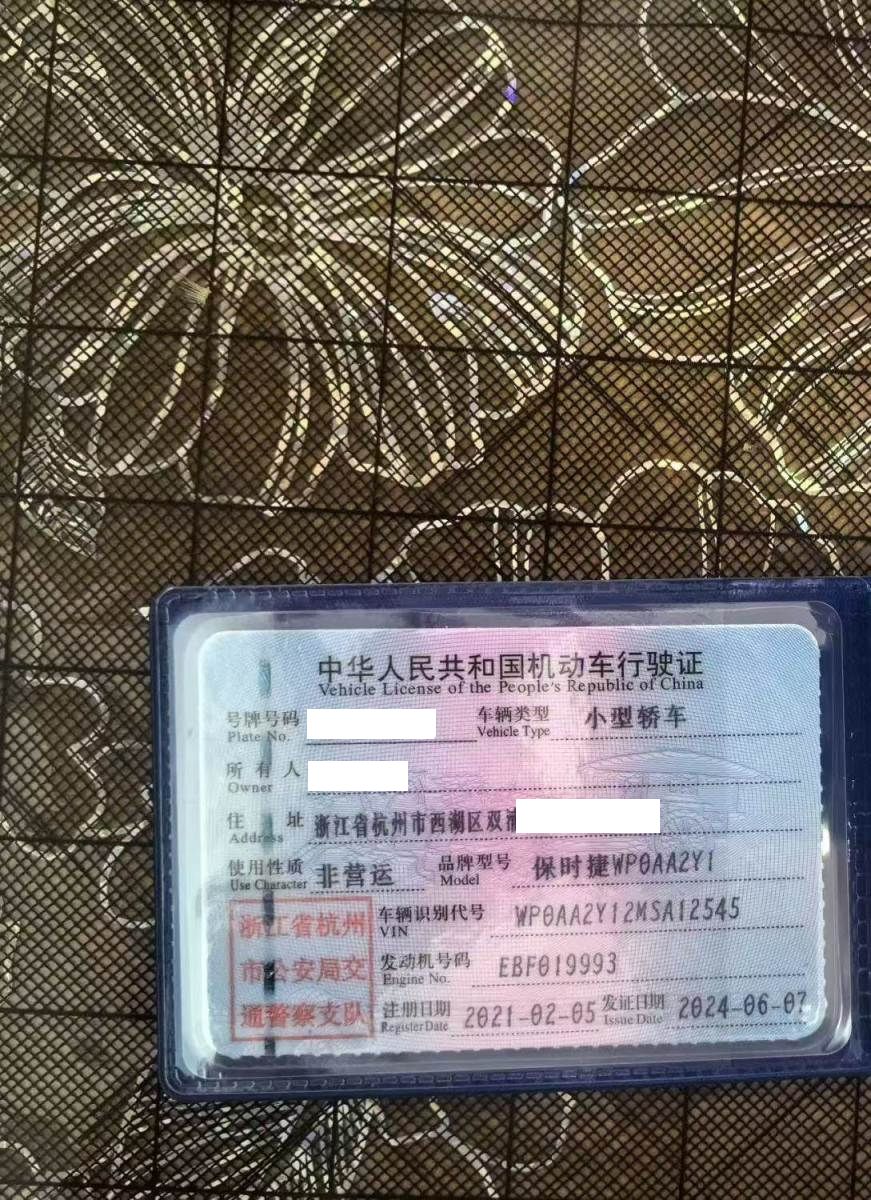 中华人民共和国机动车行驶证
Vehicle License of the People's Republic of China
号牌号码 车辆类型 小型轿车
Plate No. Vehicle Type
所有人
Owner
住址 浙江省杭州市西湖区双浦
Address
使用性质 非营运 品牌型号 保时捷WP0AA2Y1
Use Character Model
浙江省杭州 车辆识别代号 WP0AA2Y12MSA12545
VIN
市公安局交 发动机号码 EBF019993
Engine No.
通警察支队 注册日期 2021-02-05 发证日期 2024-06-07
Register Date Issue Date